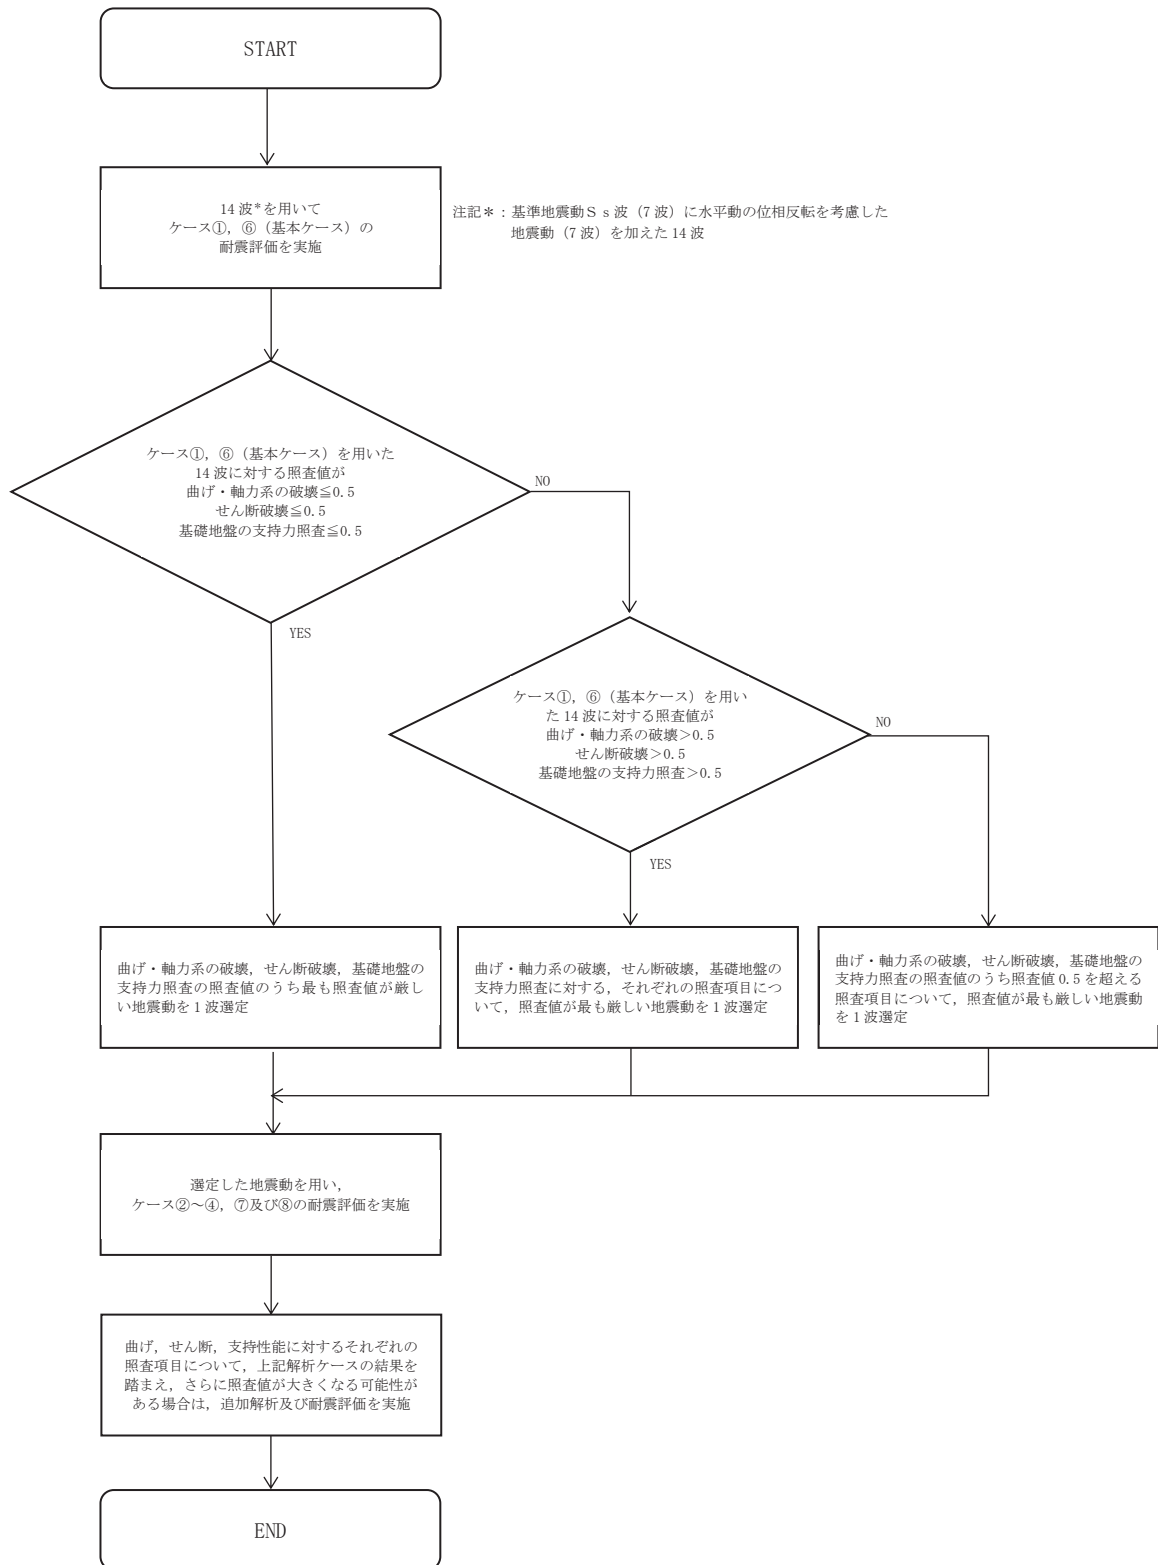 START
14 波*を用いて
ケース①，⑥（基本ケース）の
耐震評価を実施
注記＊：基準地震動Ｓｓ波（7 波）に水平動の位相反転を考慮した
地震動（7 波）を加えた 14 波
ケース①，⑥（基本ケース）を用いた
14 波に対する照査値が
曲げ・軸力系の破壊≦0.5
せん断破壊≦0.5
基礎地盤の支持力照査≦0.5
NO
YES
ケース①，⑥（基本ケース）を用い
た 14 波に対する照査値が
曲げ・軸力系の破壊＞0.5
せん断破壊＞0.5
基礎地盤の支持力照査＞0.5
NO
YES
曲げ・軸力系の破壊，せん断破壊，基礎地盤の
支持力照査の照査値のうち最も照査値が厳し
い地震動を 1 波選定
曲げ・軸力系の破壊，せん断破壊，基礎地盤の
支持力照査に対する，それぞれの照査項目につ
いて，照査値が最も厳しい地震動を 1 波選定
曲げ・軸力系の破壊，せん断破壊，基礎地盤の
支持力照査の照査値のうち照査値 0.5 を超える
照査項目について，照査値が最も厳しい地震動
を 1 波選定
選定した地震動を用い，
ケース②～④，⑦及び⑧の耐震評価を実施
曲げ，せん断，支持性能に対するそれぞれの
照査項目について，上記解析ケースの結果を
踏まえ，さらに照査値が大きくなる可能性が
ある場合は，追加解析及び耐震評価を実施
END